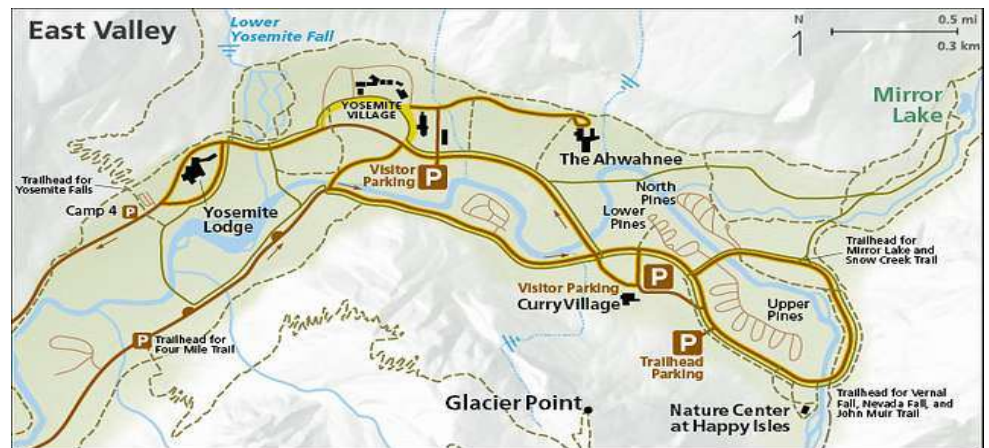 East Valley
Lower
Yosemite Fall
N
0.5 mi
0.3 km
Mirror
Lake
YOSEMITE
VILLAGE
The Ahwahnee
Visitor
Parking
P
Trailhead for
Yosemite Falls
Camp 4
P
Yosemite
Lodge
North
Pines
Lower
Pines
Trailhead for
Mirror Lake and
Snow Creek Trail
Visitor Parking
P
Curry Village
Upper
Pines
P
Trailhead for
Four Mile Trail
P
Trailhead
Parking
Glacier Point
Nature Center
at Happy Isles
Trailhead for Vernal
Fall, Nevada Fall, and
John Muir Trail